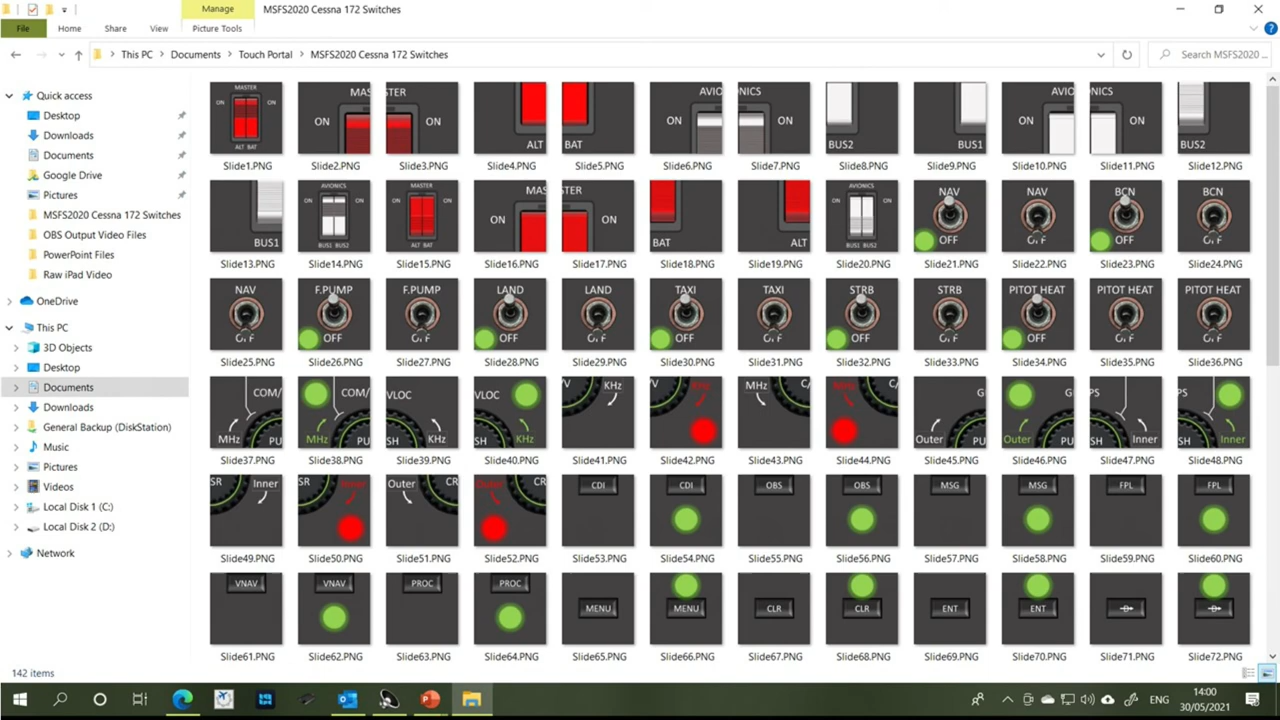 Manage
MSFS2020 Cessna 172 Switches
File
Home
Share
View
Picture Tools
This PC
Documents
Touch Portal
MSFS2020 Cessna 172 Switches
Search MSFS2020 ...
Quick access
Desktop
Downloads
Documents
Google Drive
Pictures
MSFS2020 Cessna 172 Switches
OBS Output Video Files
PowerPoint Files
Raw iPad Video
OneDrive
This PC
3D Objects
Desktop
Documents
Downloads
General Backup (DiskStation)
Music
Pictures
Videos
Local Disk 1 (C:)
Local Disk 2 (D:)
Network
MASTER
ON ON
ALT BAT
MAS STER
ON ON
ALT BAT
AVIO ONICS
ON ON
BUS2 BUS1
AVIO ONICS
ON ON
BUS2
Slide1.PNG Slide2.PNG Slide3.PNG Slide4.PNG Slide5.PNG Slide6.PNG Slide7.PNG Slide8.PNG Slide9.PNG Slide10.PNG Slide11.PNG Slide12.PNG
BUS1
AVIONICS
ON ON
BUS1 BUS2
MASTER
ON ON
ALT BAT
MAS STER
ON ON
BAT ALT
AVIONICS
ON ON
BUS1 BUS2
NAV NAV BCN BCN
OFF OFF OFF OFF
Slide13.PNG Slide14.PNG Slide15.PNG Slide16.PNG Slide17.PNG Slide18.PNG Slide19.PNG Slide20.PNG Slide21.PNG Slide22.PNG Slide23.PNG Slide24.PNG
NAV F.PUMP F.PUMP LAND LAND TAXI TAXI STRB STRB PITOT HEAT PITOT HEAT PITOT HEAT
OFF OFF OFF OFF OFF OFF OFF OFF OFF OFF OFF OFF
Slide25.PNG Slide26.PNG Slide27.PNG Slide28.PNG Slide29.PNG Slide30.PNG Slide31.PNG Slide32.PNG Slide33.PNG Slide34.PNG Slide35.PNG Slide36.PNG
COM/ COM/ VLOC VLOC /V KHz /V MHz C/ C/ GI PS PS
MHz PU MHz PU SH KHz SH KHz Outer PU Outer PU SH Inner SH Inner
Slide37.PNG Slide38.PNG Slide39.PNG Slide40.PNG Slide41.PNG Slide42.PNG Slide43.PNG Slide44.PNG Slide45.PNG Slide46.PNG Slide47.PNG Slide48.PNG
SR Inner SR Inner Outer CR Outer CR CDI CDI OBS OBS MSG MSG FPL FPL
Slide49.PNG Slide50.PNG Slide51.PNG Slide52.PNG Slide53.PNG Slide54.PNG Slide55.PNG Slide56.PNG Slide57.PNG Slide58.PNG Slide59.PNG Slide60.PNG
VNAV VNAV PROC PROC MENU MENU CLR CLR ENT ENT D D
Slide61.PNG Slide62.PNG Slide63.PNG Slide64.PNG Slide65.PNG Slide66.PNG Slide67.PNG Slide68.PNG Slide69.PNG Slide70.PNG Slide71.PNG Slide72.PNG
142 items
ENG
14:00
30/05/2021